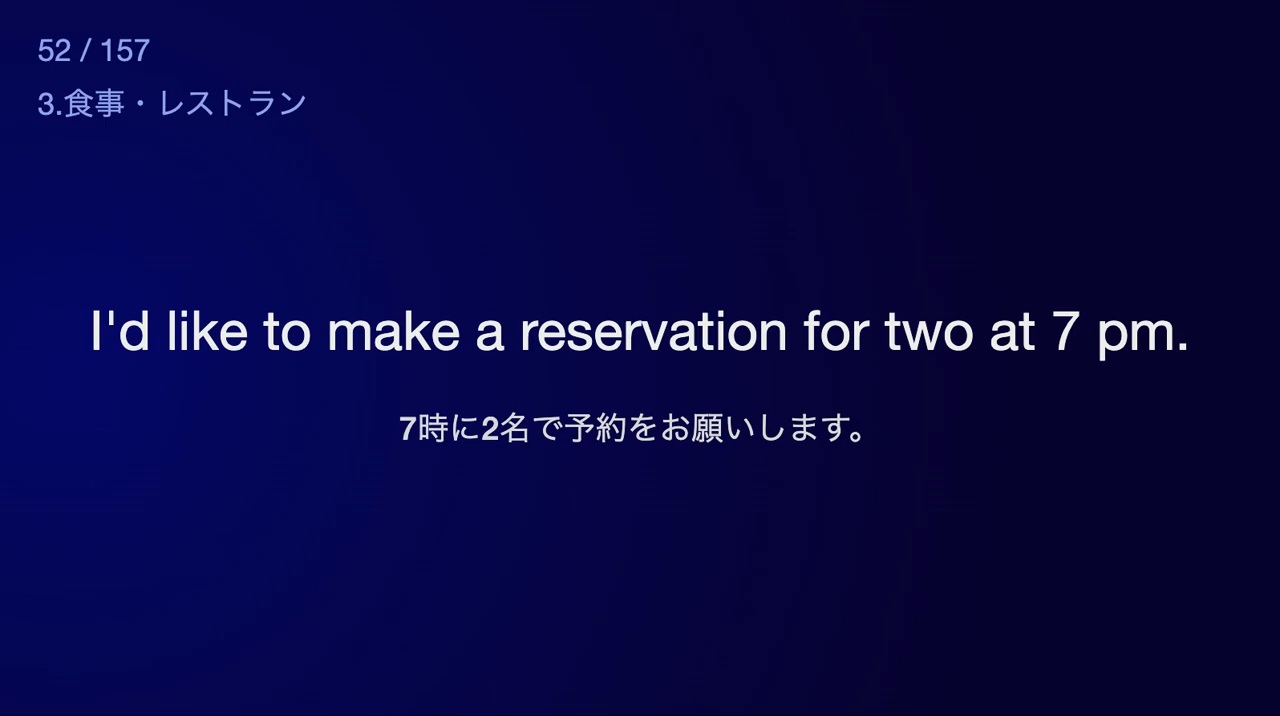 52 / 157
3.食事・レストラン
I'd like to make a reservation for two at 7 pm.
7時に2名で予約をお願いします。